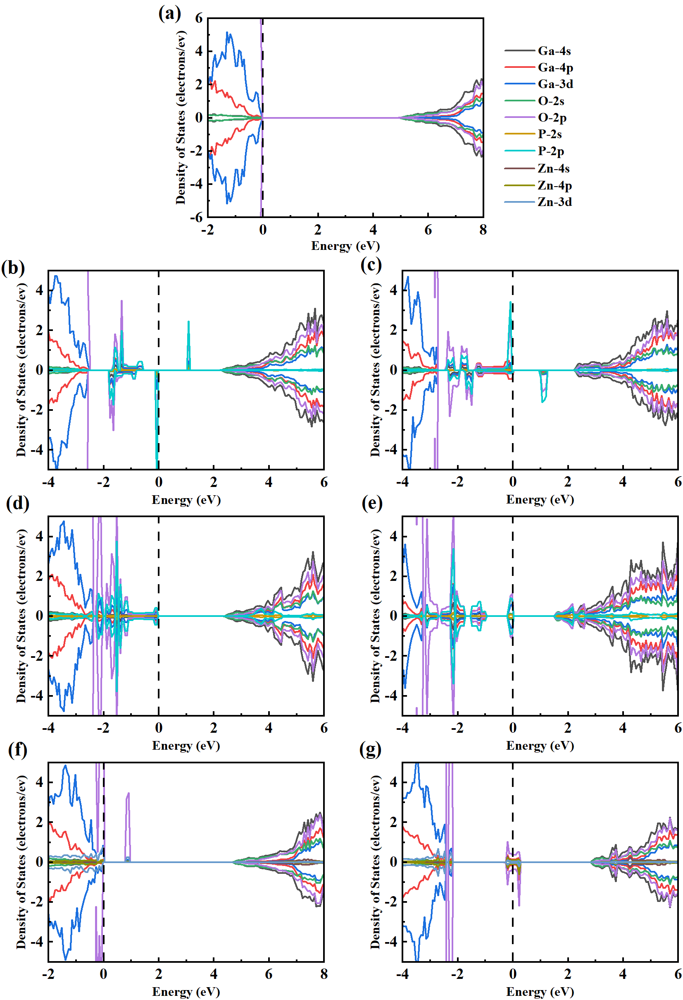 (a)
6
4
2
0
-2
-4
-6
Density of States (electrons/ev)
-2 0 2 4 6 8
Energy (eV)
Ga-4s
Ga-4p
Ga-3d
O-2s
O-2p
P-2s
P-2p
Zn-4s
Zn-4p
Zn-3d
(b)
4
2
0
-2
-4
Density of States (electrons/ev)
-4 -2 0 2 4 6
Energy (eV)
(c)
4
2
0
-2
-4
Density of States (electrons/ev)
-4 -2 0 2 4 6
Energy (eV)
(d)
4
2
0
-2
-4
Density of States (electrons/ev)
-4 -2 0 2 4 6
Energy (eV)
(e)
4
2
0
-2
-4
Density of States (electrons/ev)
-4 -2 0 2 4 6
Energy (eV)
(f)
4
2
0
-2
-4
Density of States (electrons/ev)
-2 0 2 4 6 8
Energy (eV)
(g)
4
2
0
-2
-4
Density of States (electrons/ev)
-4 -2 0 2 4 6
Energy (eV)